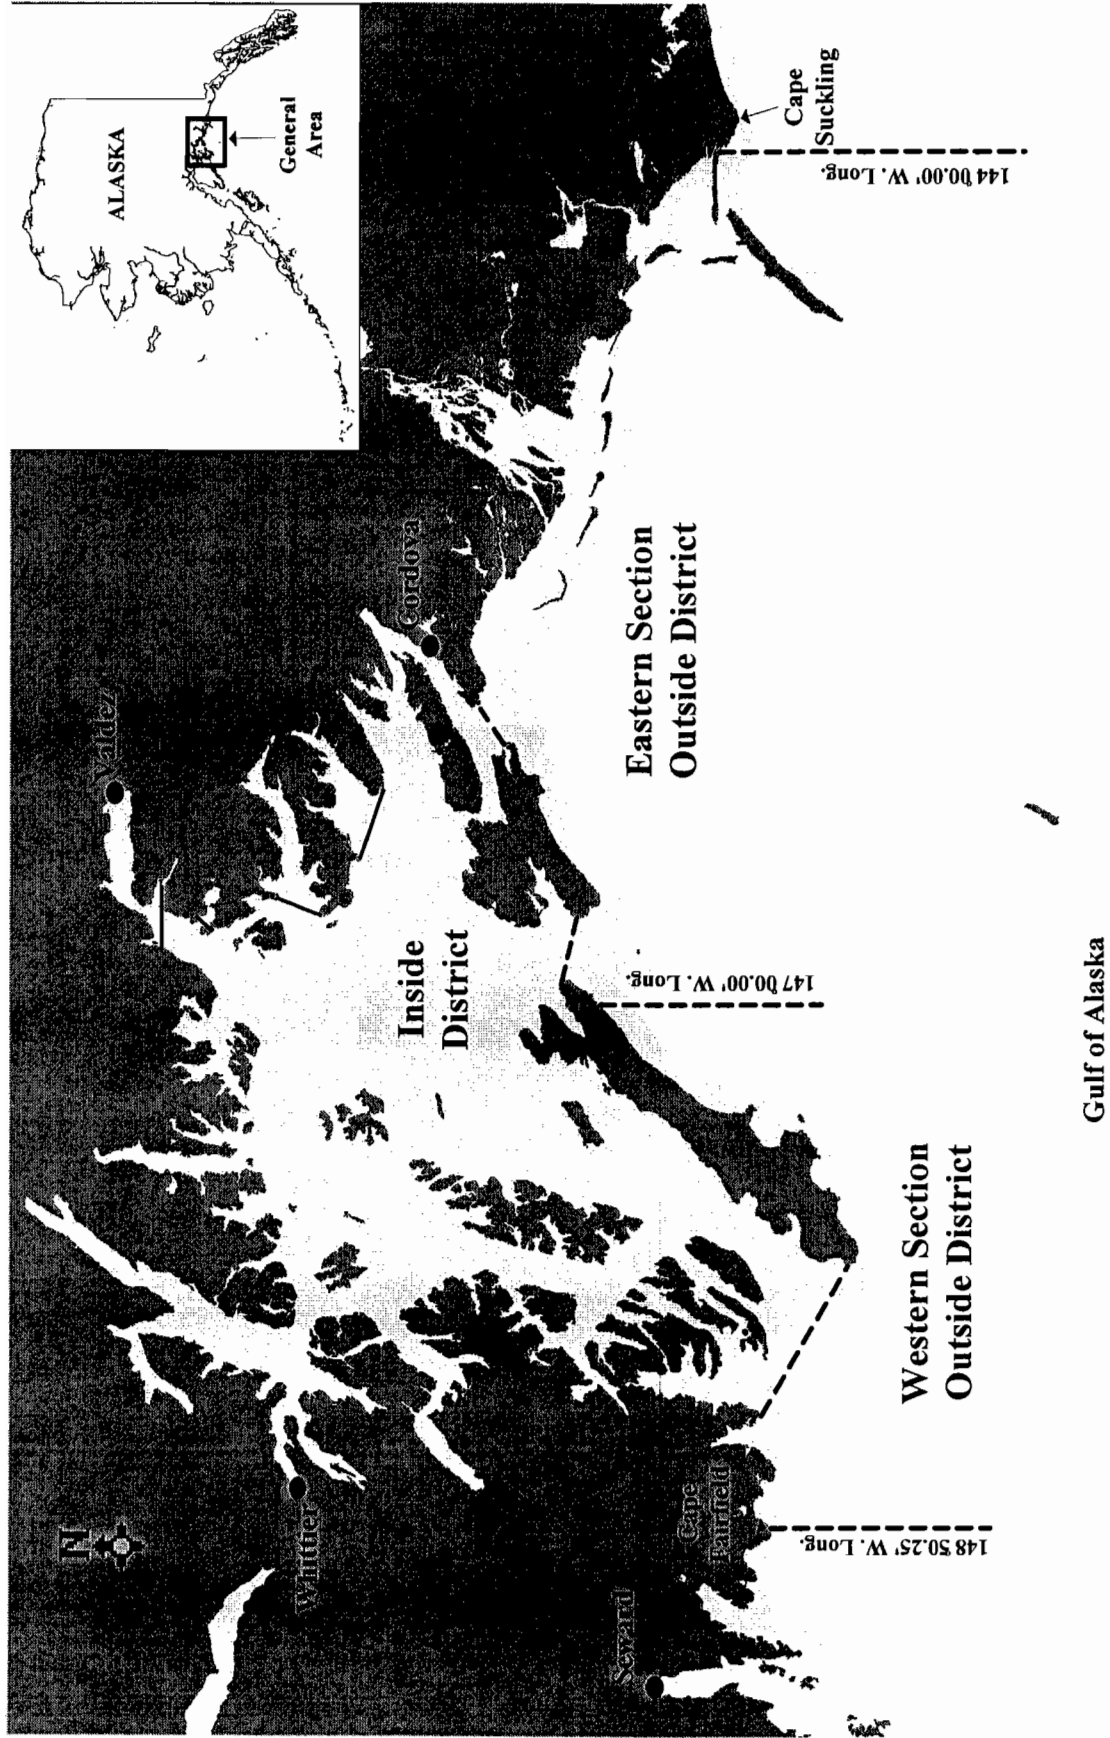 ALASKA
General
Area
N
Valdez
Whittier
Cordova
Inside
District
Seward
Cape
Fairfield
Cape
Suckling
Eastern Section
Outside District
Western Section
Outside District
144°00.00' W. Long.
147°00.00' W. Long.
148°50.25' W. Long.
Gulf of Alaska